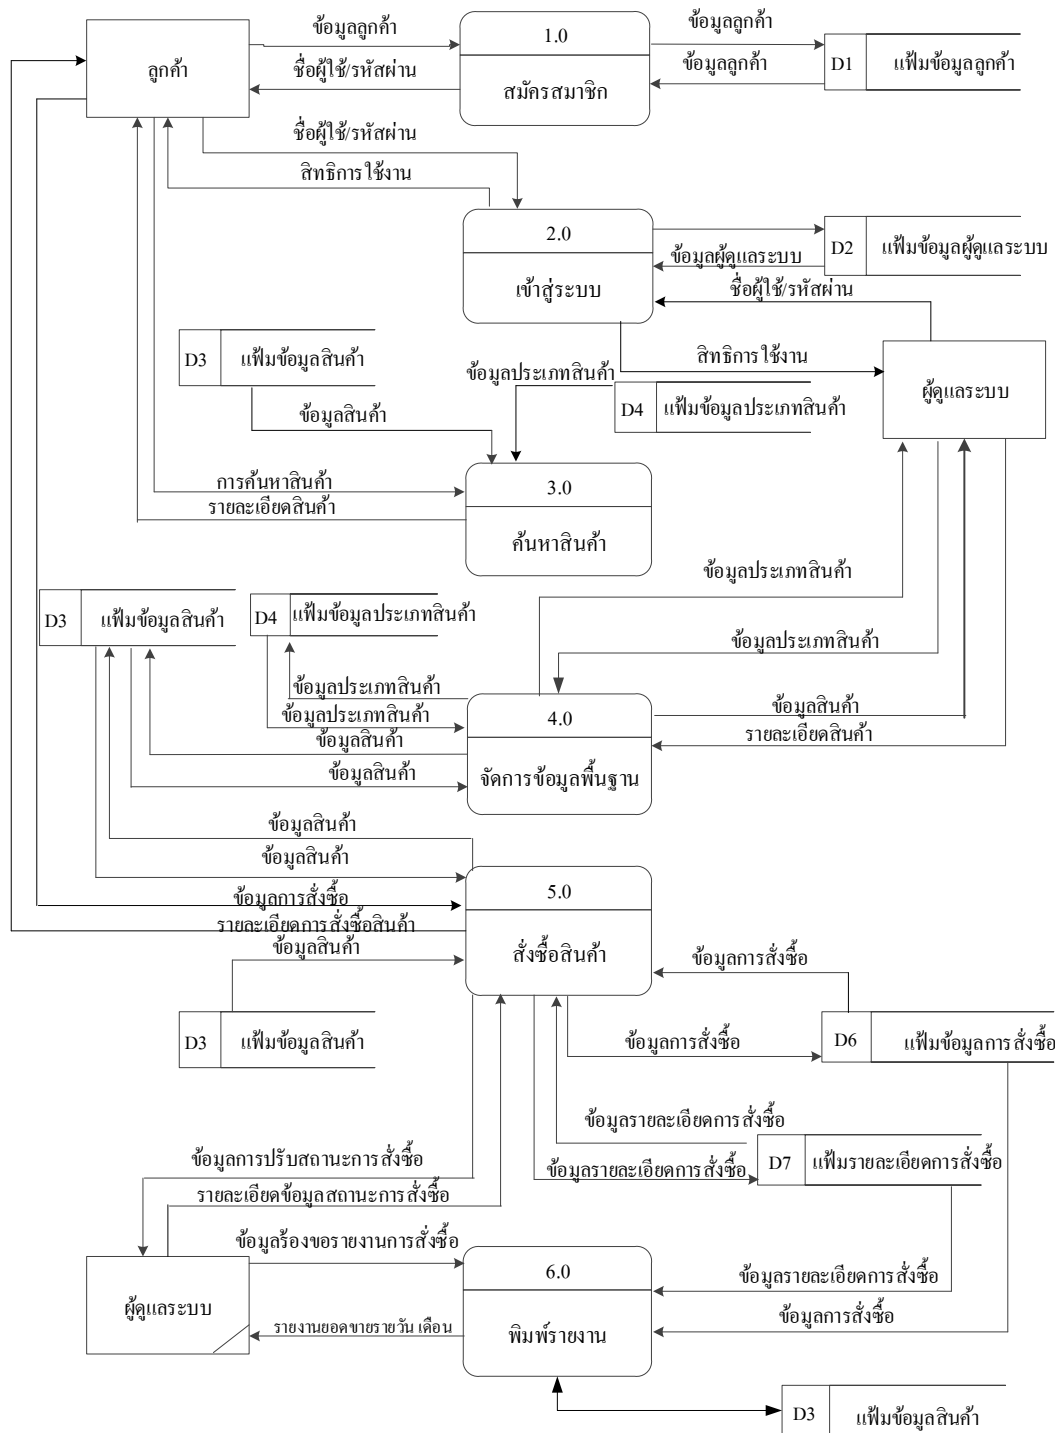 ข้อมูลลูกค้า
1.0
ข้อมูลลูกค้า
ลูกค้า
ชื่อผู้ใช้/รหัสผ่าน
สมัครสมาชิก
ข้อมูลลูกค้า
D1
แฟ้มข้อมูลลูกค้า
ชื่อผู้ใช้/รหัสผ่าน
สิทธิการใช้งาน
2.0
เข้าสู่ระบบ
ข้อมูลผู้ดูแลระบบ
D2
แฟ้มข้อมูลผู้ดูแลระบบ
ชื่อผู้ใช้/รหัสผ่าน
D3
แฟ้มข้อมูลสินค้า
ข้อมูลประเภทสินค้า
สิทธิการใช้งาน
ผู้ดูแลระบบ
ข้อมูลสินค้า
D4
แฟ้มข้อมูลประเภทสินค้า
การค้นหาสินค้า
3.0
รายละเอียดสินค้า
ค้นหาสินค้า
ข้อมูลประเภทสินค้า
D3
แฟ้มข้อมูลสินค้า
D4
แฟ้มข้อมูลประเภทสินค้า
ข้อมูลประเภทสินค้า
ข้อมูลประเภทสินค้า
ข้อมูลประเภทสินค้า
4.0
ข้อมูลสินค้า
ข้อมูลสินค้า
รายละเอียดสินค้า
ข้อมูลสินค้า
จัดการข้อมูลพื้นฐาน
ข้อมูลสินค้า
ข้อมูลสินค้า
ข้อมูลการสั่งซื้อ
5.0
รายละเอียดการสั่งซื้อสินค้า
ข้อมูลสินค้า
สั่งซื้อสินค้า
ข้อมูลการสั่งซื้อ
D3
แฟ้มข้อมูลสินค้า
ข้อมูลการสั่งซื้อ
D6
แฟ้มข้อมูลการสั่งซื้อ
ข้อมูลรายละเอียดการสั่งซื้อ
ข้อมูลการปรับสถานะการสั่งซื้อ
ข้อมูลรายละเอียดการสั่งซื้อ
D7
แฟ้มรายละเอียดการสั่งซื้อ
รายละเอียดข้อมูลสถานะการสั่งซื้อ
ข้อมูลร้องขอรายงานการสั่งซื้อ
6.0
ข้อมูลรายละเอียดการสั่งซื้อ
ผู้ดูแลระบบ
ข้อมูลการสั่งซื้อ
รายงานยอดขายรายวัน เดือน
พิมพ์รายงาน
D3
แฟ้มข้อมูลสินค้า